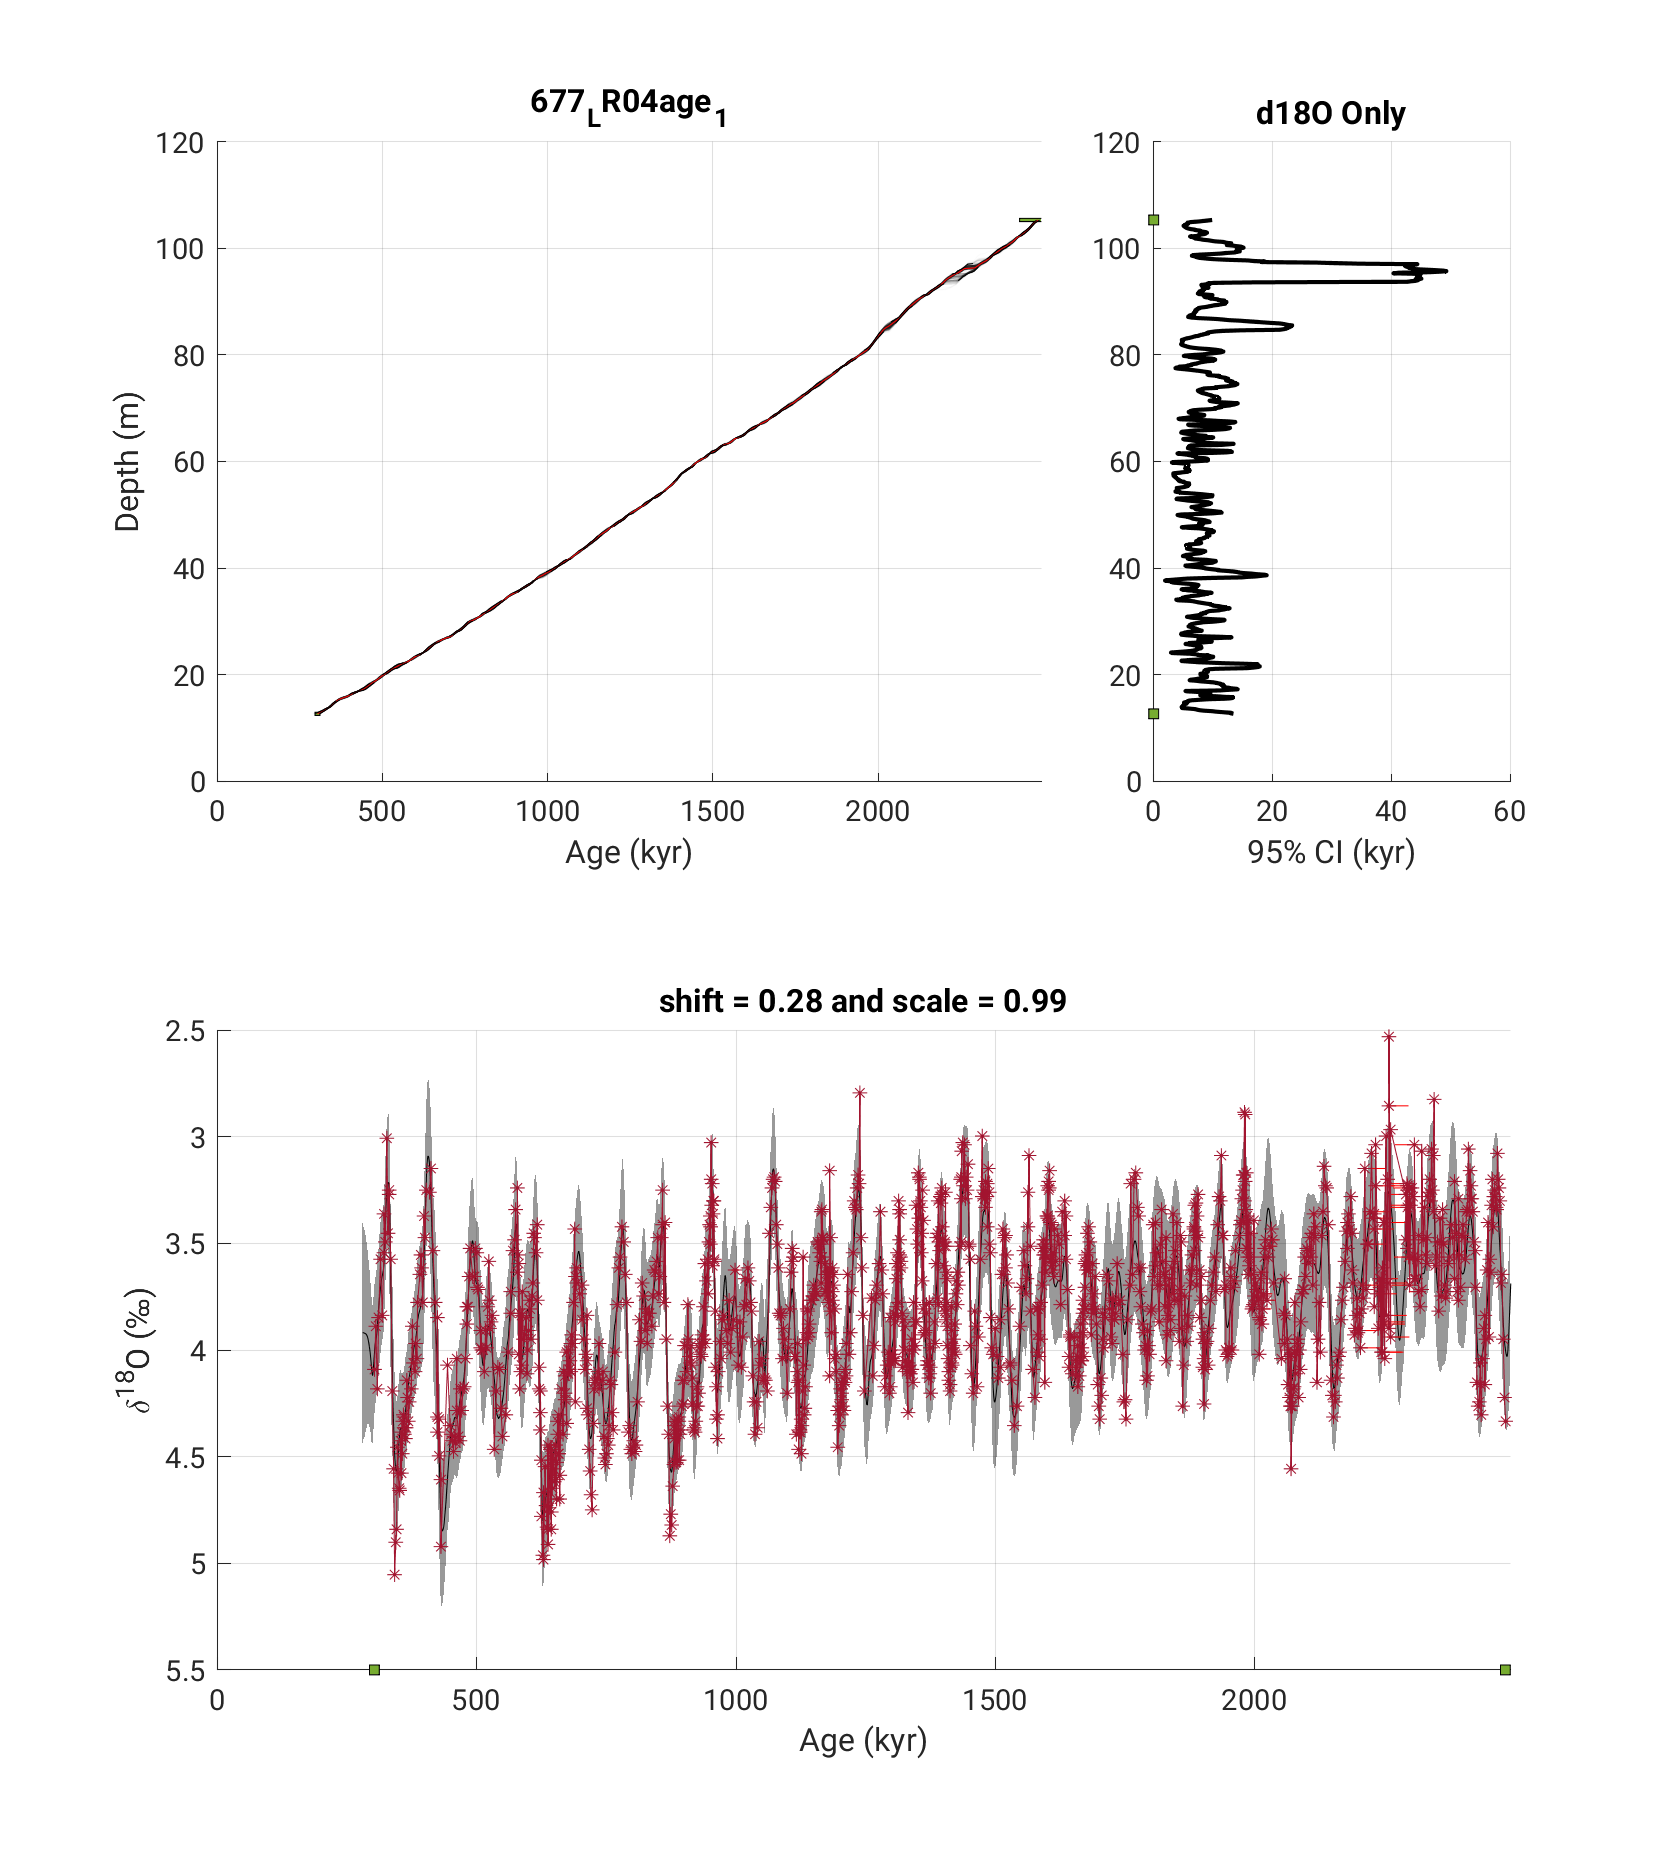 677_LR04age_1
120
100
80
60
40
20
0
Depth (m)
0 500 1000 1500 2000
Age (kyr)
d18O Only
120
100
80
60
40
20
0
0 20 40 60
95% CI (kyr)
shift = 0.28 and scale = 0.99
2.5
3
3.5
4
4.5
5
5.5
δ¹⁸O (‰)
0 500 1000 1500 2000
Age (kyr)